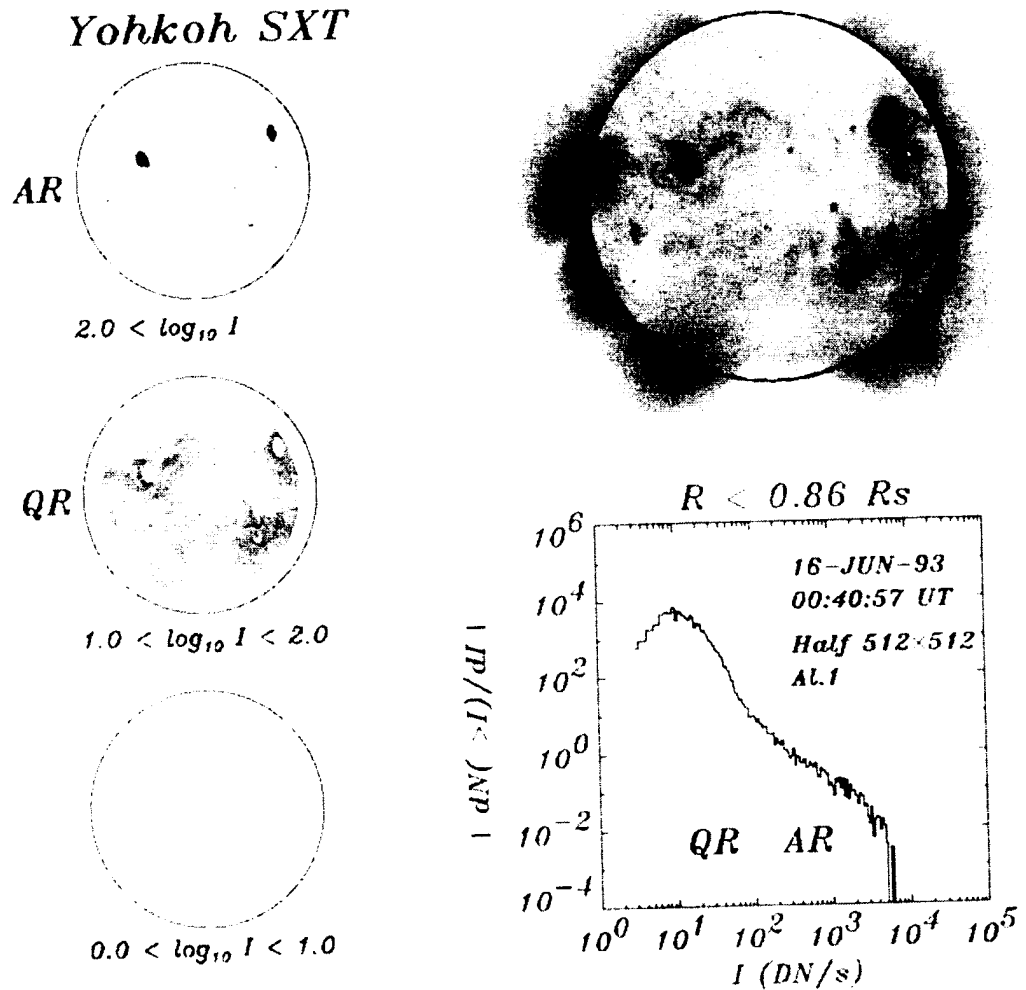 Yohkoh SXT
AR
2.0 < log₁₀ I
QR
1.0 < log₁₀ I < 2.0
0.0 < log₁₀ I < 1.0
R < 0.86 Rs
| dN( >I)/dI |
10⁶
10⁴
10²
10⁰
10⁻²
10⁻⁴
16-JUN-93
00:40:57 UT
Half 512×512
Al.1
QR AR
10⁰ 10¹ 10² 10³ 10⁴ 10⁵
I (DN/s)